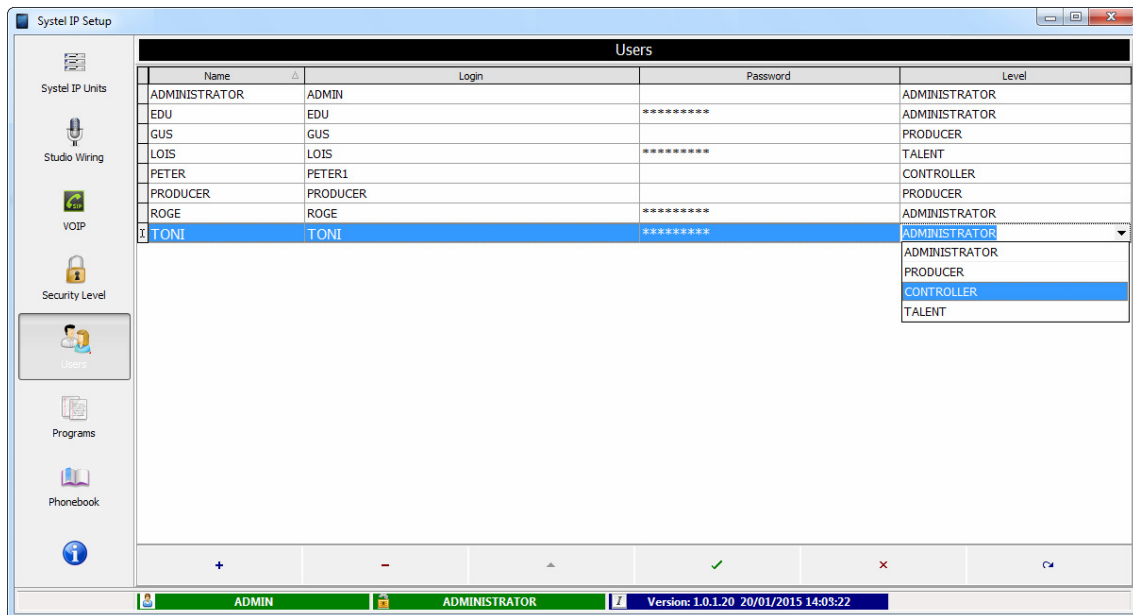 Systel IP Setup
Users
Systel IP Units
Studio Wiring
SIP
VOIP
Security Level
Users
Programs
Phonebook
Name Login Password Level
ADMINISTRATOR ADMIN ADMINISTRATOR
EDU EDU ********* ADMINISTRATOR
GUS GUS PRODUCER
LOIS LOIS ********* TALENT
PETER PETER1 CONTROLLER
PRODUCER PRODUCER PRODUCER
ROGE ROGE ********* ADMINISTRATOR
TONI TONI ********* ADMINISTRATOR
ADMINISTRATOR
PRODUCER
CONTROLLER
TALENT
ADMIN ADMINISTRATOR I Version: 1.0.1.20 20/01/2015 14:03:22